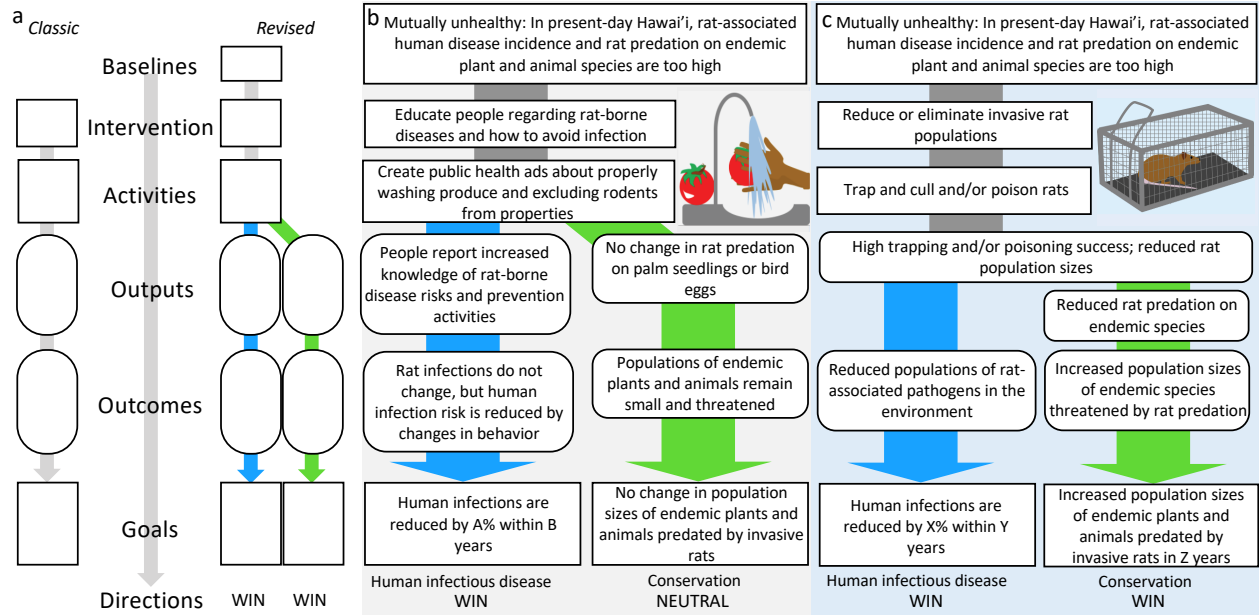 a
Classic
Revised
Baselines
Intervention
Activities
Outputs
Outcomes
Goals
Directions
WIN
WIN
b
Mutually unhealthy: In present-day Hawai’i, rat-associated
human disease incidence and rat predation on endemic
plant and animal species are too high
Educate people regarding rat-borne
diseases and how to avoid infection
Create public health ads about properly
washing produce and excluding rodents
from properties
People report increased
knowledge of rat-borne
disease risks and prevention
activities
No change in rat predation
on palm seedlings or bird
eggs
Rat infections do not
change, but human
infection risk is reduced by
changes in behavior
Populations of endemic
plants and animals remain
small and threatened
Human infections are
reduced by A% within B
years
No change in population
sizes of endemic plants and
animals predated by invasive
rats
Human infectious disease
WIN
Conservation
NEUTRAL
c
Mutually unhealthy: In present-day Hawai’i, rat-associated
human disease incidence and rat predation on endemic
plant and animal species are too high
Reduce or eliminate invasive rat
populations
Trap and cull and/or poison rats
High trapping and/or poisoning success; reduced rat
population sizes
Reduced rat predation on
endemic species
Reduced populations of rat-
associated pathogens in the
environment
Increased population sizes
of endemic species
threatened by rat predation
Human infections are
reduced by X% within Y
years
Increased population sizes
of endemic plants and
animals predated by
invasive rats in Z years
Human infectious disease
WIN
Conservation
WIN